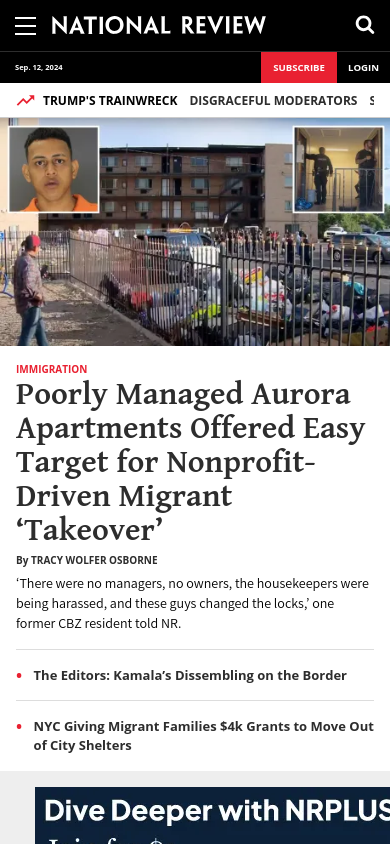 NATIONAL REVIEW
Sep. 12, 2024
SUBSCRIBE
LOGIN
TRUMP'S TRAINWRECK DISGRACEFUL MODERATORS S
IMMIGRATION
Poorly Managed Aurora
Apartments Offered Easy
Target for Nonprofit-
Driven Migrant
‘Takeover’
By TRACY WOLFER OSBORNE
‘There were no managers, no owners, the housekeepers were
being harassed, and these guys changed the locks,’ one
former CBZ resident told NR.
The Editors: Kamala’s Dissembling on the Border
NYC Giving Migrant Families $4k Grants to Move Out
of City Shelters
Dive Deeper with NRPLUS